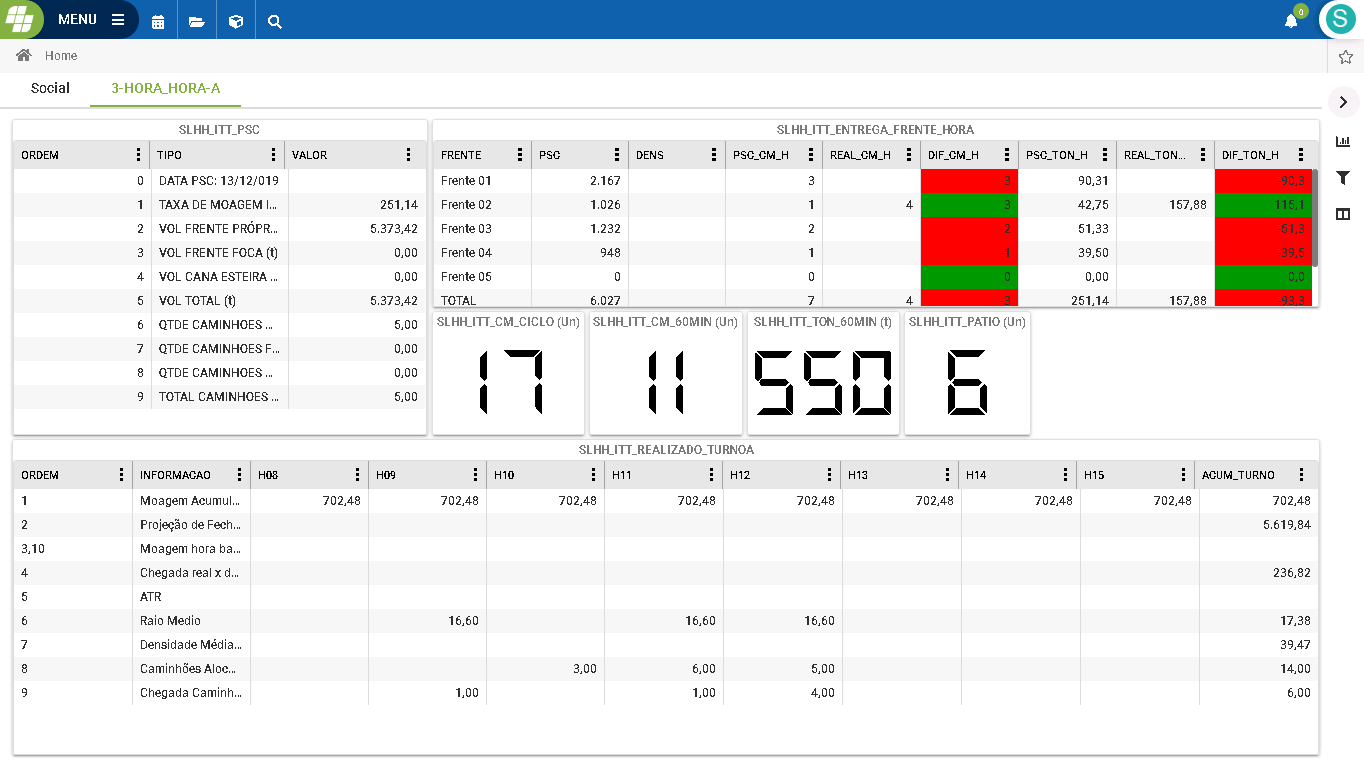 MENU
0
S
Home
Social 3-HORA_HORA-A
SLHH_ITT_PSC
ORDEM TIPO VALOR
0 DATA PSC: 13/12/019
1 TAXA DE MOAGEM I... 251,14
2 VOL FRENTE PRÓPR... 5.373,42
3 VOL FRENTE FOCA (t) 0,00
4 VOL CANA ESTEIRA ... 0,00
5 VOL TOTAL (t) 5.373,42
6 QTDE CAMINHOES ... 5,00
7 QTDE CAMINHOES F... 0,00
8 QTDE CAMINHOES ... 0,00
9 TOTAL CAMINHOES ... 5,00
SLHH_ITT_ENTREGA_FRENTE_HORA
FRENTE PSC DENS PSC_CM_H REAL_CM_H DIF_CM_H PSC_TON_H REAL_TON... DIF_TON_H
Frente 01 2.167 3 -3 90,31 -90,3
Frente 02 1.026 1 4 3 42,75 157,88 115,1
Frente 03 1.232 2 -2 51,33 -51,3
Frente 04 948 1 -1 39,50 -39,5
Frente 05 0 0 0 0,00 0,0
TOTAL 6.027 7 4 -3 251,14 157,88 -93,3
SLHH_ITT_CM_CICLO (Un)
17
SLHH_ITT_CM_60MIN (Un)
11
SLHH_ITT_TON_60MIN (t)
550
SLHH_ITT_PATIO (Un)
6
SLHH_ITT_REALIZADO_TURNOA
ORDEM INFORMACAO H08 H09 H10 H11 H12 H13 H14 H15 ACUM_TURNO
1 Moagem Acumul... 702,48 702,48 702,48 702,48 702,48 702,48 702,48 702,48 702,48
2 Projeção de Fech... 5.619,84
3,10 Moagem hora ba...
4 Chegada real x d... 236,82
5 ATR
6 Raio Medio 16,60 16,60 16,60 17,38
7 Densidade Média... 39,47
8 Caminhões Aloc... 3,00 6,00 5,00 14,00
9 Chegada Caminh... 1,00 1,00 4,00 6,00